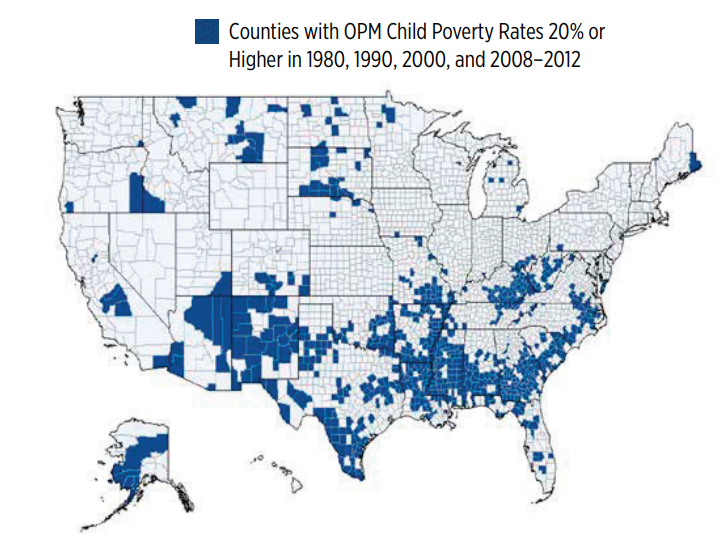 Counties with OPM Child Poverty Rates 20% or
Higher in 1980, 1990, 2000, and 2008–2012